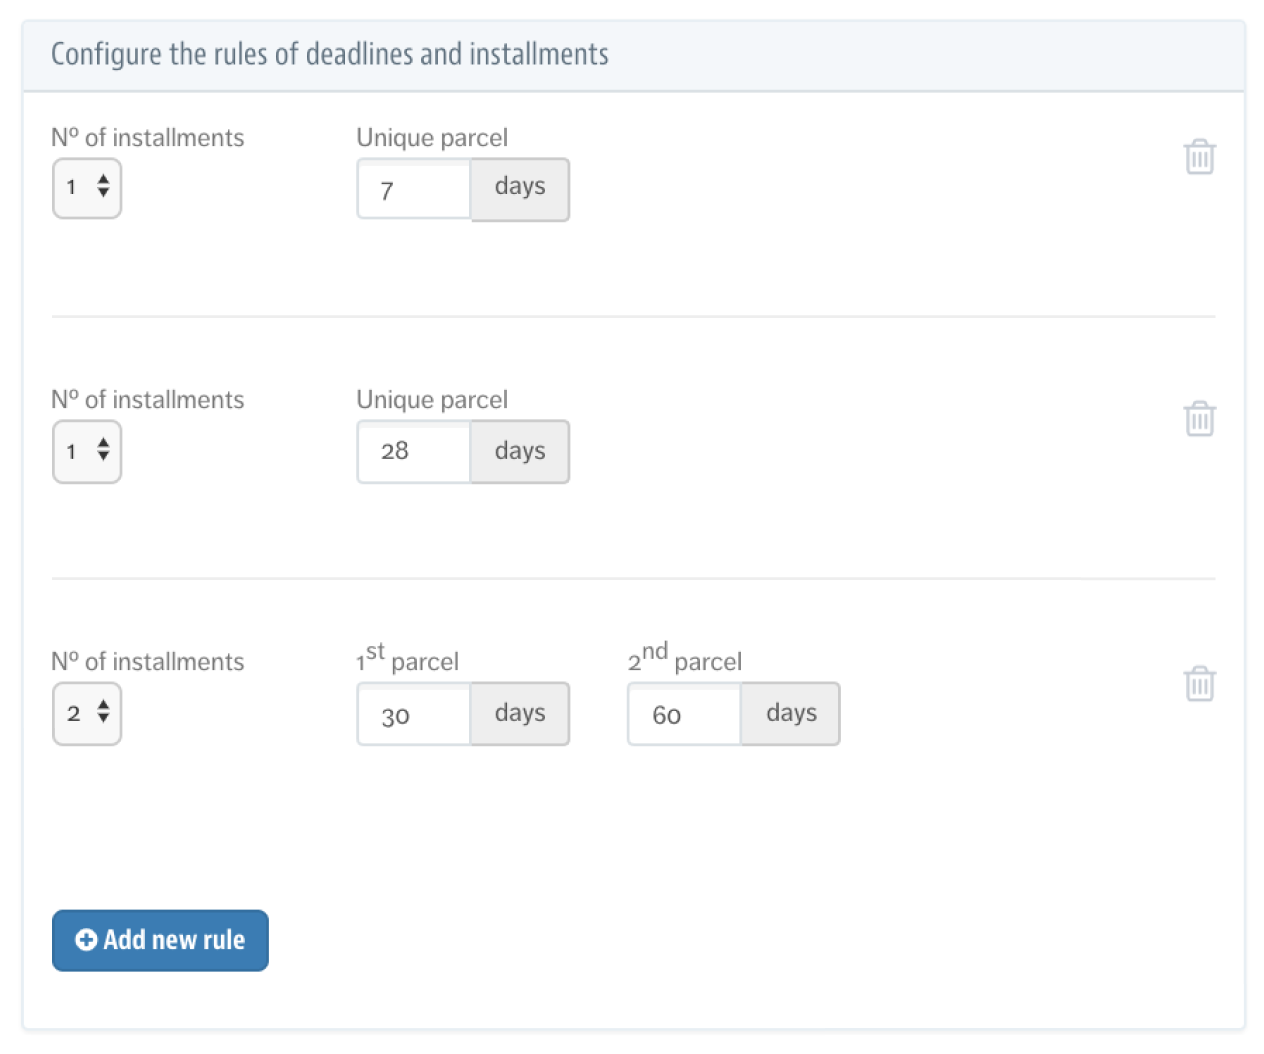 Configure the rules of deadlines and installments
Nº of installments Unique parcel
1 7 days
Nº of installments Unique parcel
1 28 days
Nº of installments 1st parcel 2nd parcel
2 30 days 60 days
Add new rule